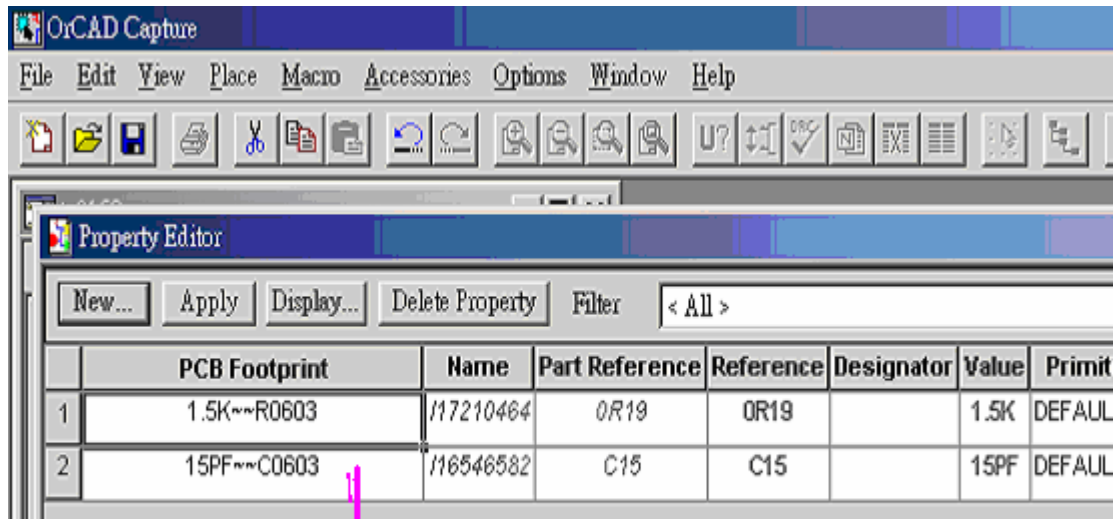 OrCAD Capture
File Edit View Place Macro Accessories Options Window Help
U? DRC
Property Editor
New... Apply Display... Delete Property Filter < All >
PCB Footprint Name Part Reference Reference Designator Value Primit
1 1.5K~~R0603 /17210464 0R19 0R19 1.5K DEFAUL
2 15PF~~C0603 /16546582 C15 C15 15PF DEFAUL